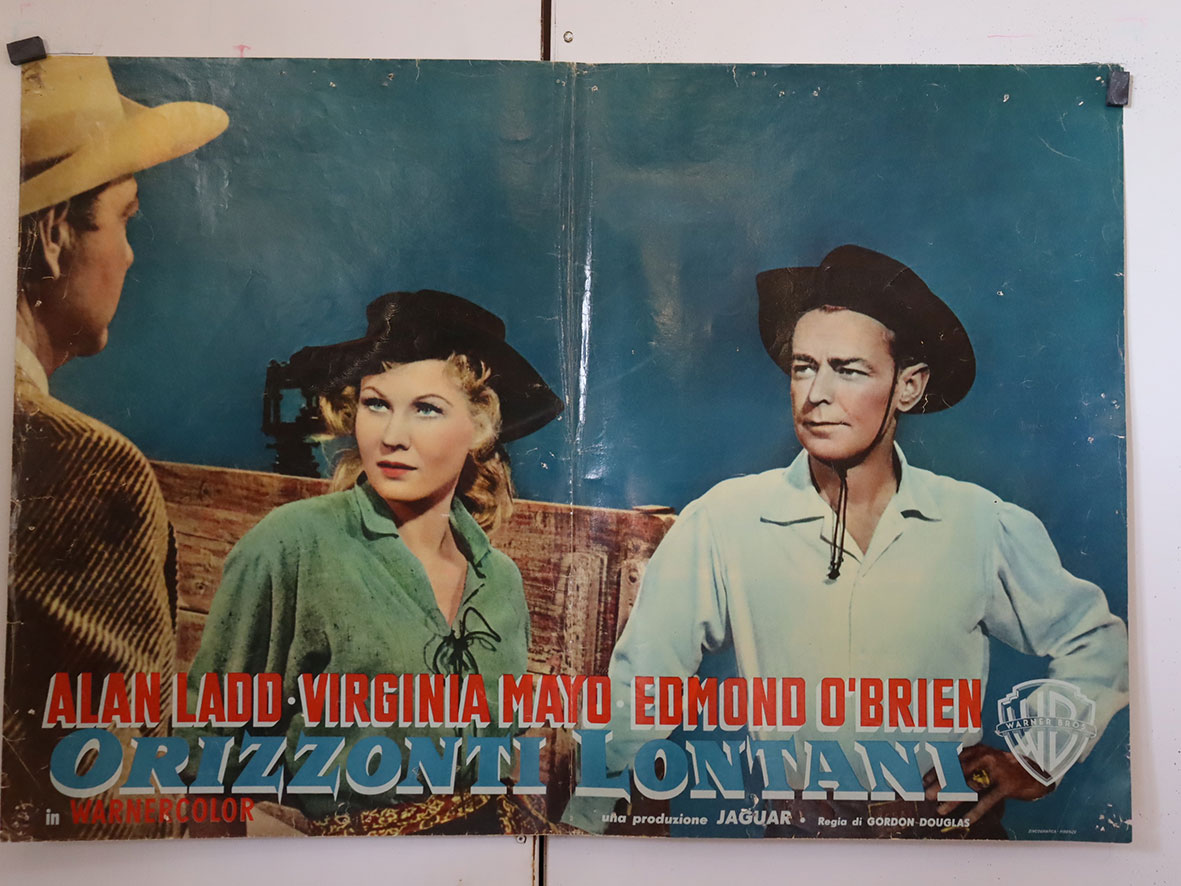 ALAN LADD · VIRGINIA MAYO · EDMOND O'BRIEN
ORIZZONTI LONTANI
WARNER BROS
WB
in WARNERCOLOR
una produzione JAGUAR • Regia di GORDON DOUGLAS